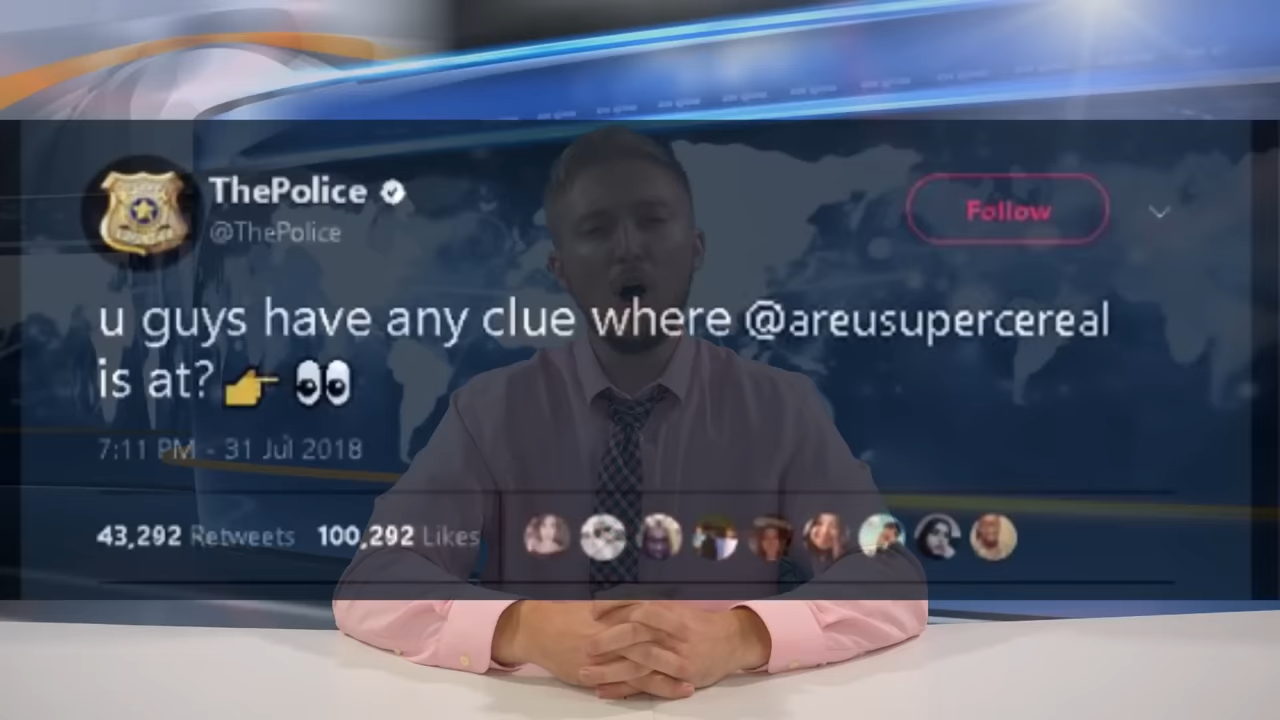 ThePolice
@ThePolice
Follow
u guys have any clue where @areusupercereal
is at? 👉 👀
7:11 PM - 31 Jul 2018
43,292 Retweets 100,292 Likes